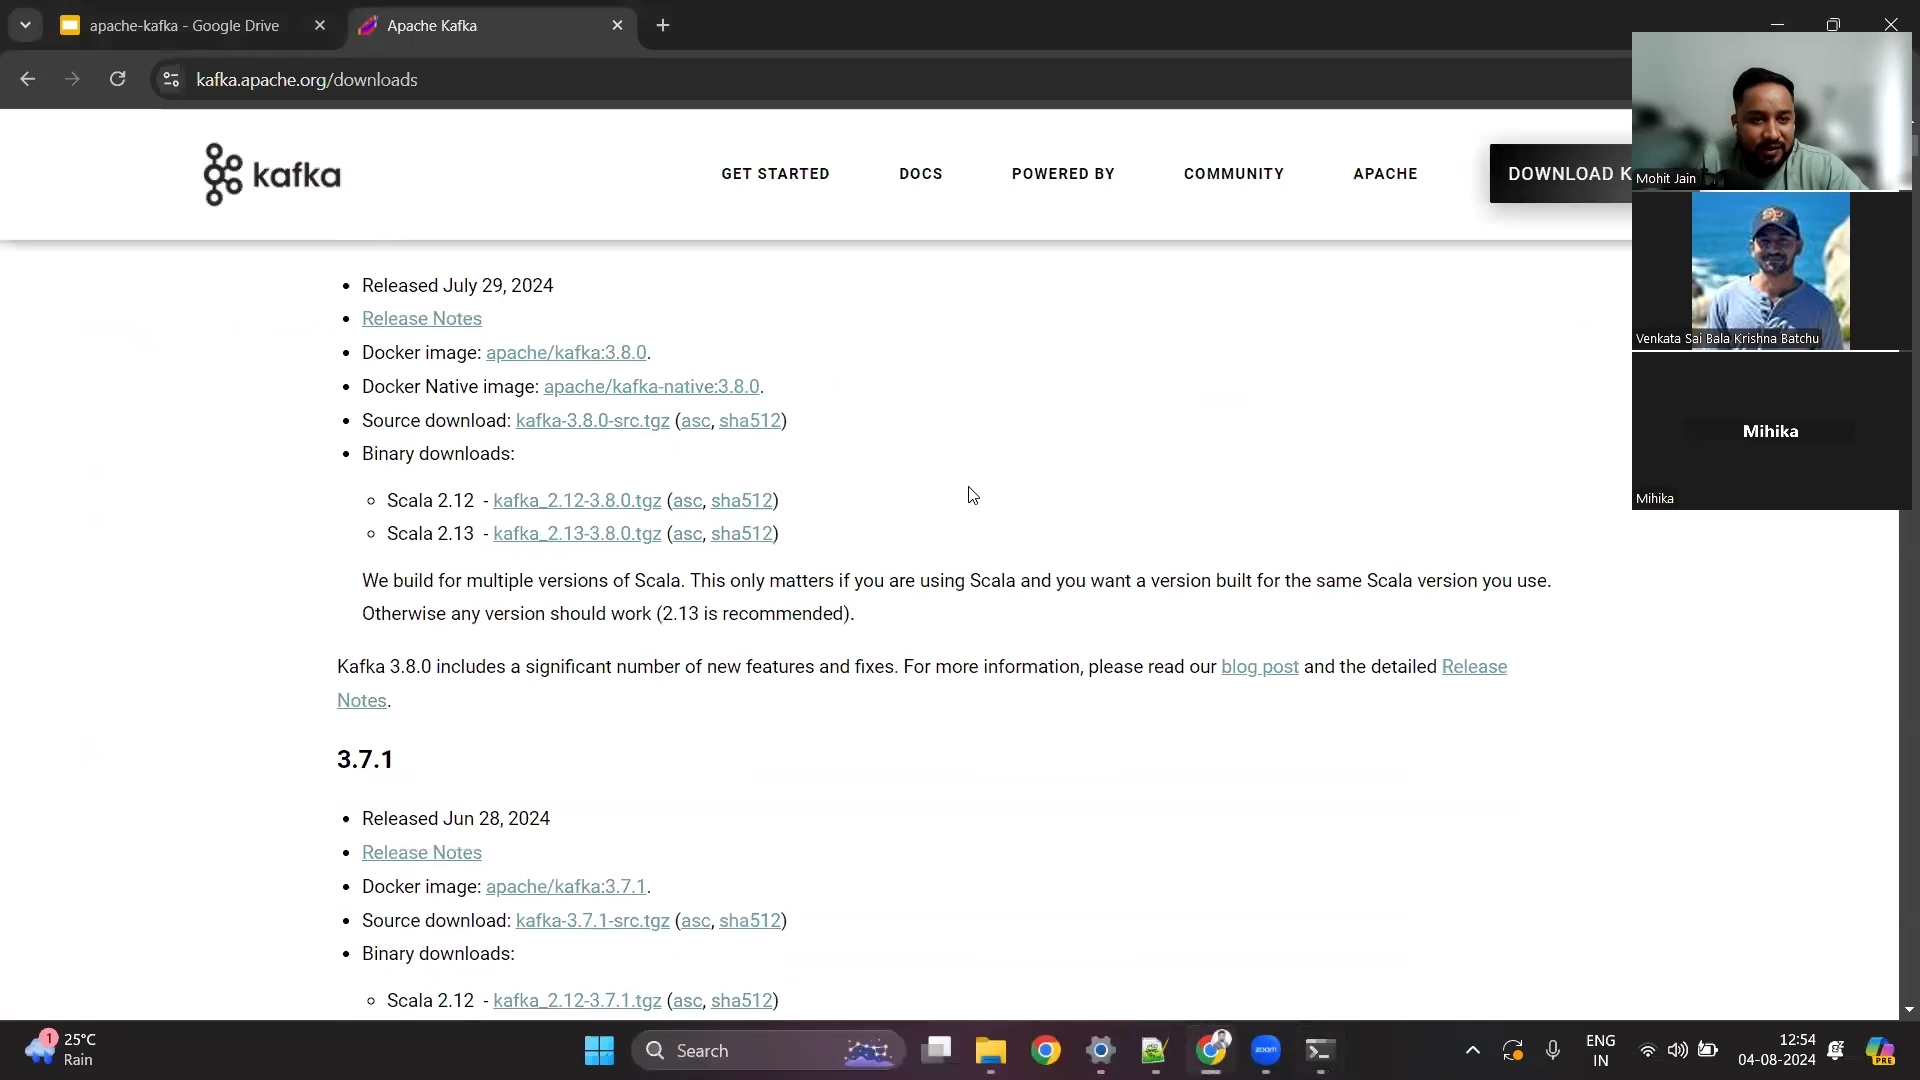 apache-kafka - Google Drive
Apache Kafka
kafka.apache.org/downloads
kafka
GET STARTED
DOCS
POWERED BY
COMMUNITY
APACHE
DOWNLOAD K
Mohit Jain
Venkata Sai Bala Krishna Batchu
Mihika
Mihika
• Released July 29, 2024
• Release Notes
• Docker image: apache/kafka:3.8.0.
• Docker Native image: apache/kafka-native:3.8.0.
• Source download: kafka-3.8.0-src.tgz (asc, sha512)
• Binary downloads:
◦ Scala 2.12 - kafka_2.12-3.8.0.tgz (asc, sha512)
◦ Scala 2.13 - kafka_2.13-3.8.0.tgz (asc, sha512)
We build for multiple versions of Scala. This only matters if you are using Scala and you want a version built for the same Scala version you use.
Otherwise any version should work (2.13 is recommended).
Kafka 3.8.0 includes a significant number of new features and fixes. For more information, please read our blog post and the detailed Release
Notes.
3.7.1
• Released Jun 28, 2024
• Release Notes
• Docker image: apache/kafka:3.7.1.
• Source download: kafka-3.7.1-src.tgz (asc, sha512)
• Binary downloads:
◦ Scala 2.12 - kafka_2.12-3.7.1.tgz (asc, sha512)
1
25°C
Rain
Search
zoom
ENG
IN
12:54
04-08-2024
PRE